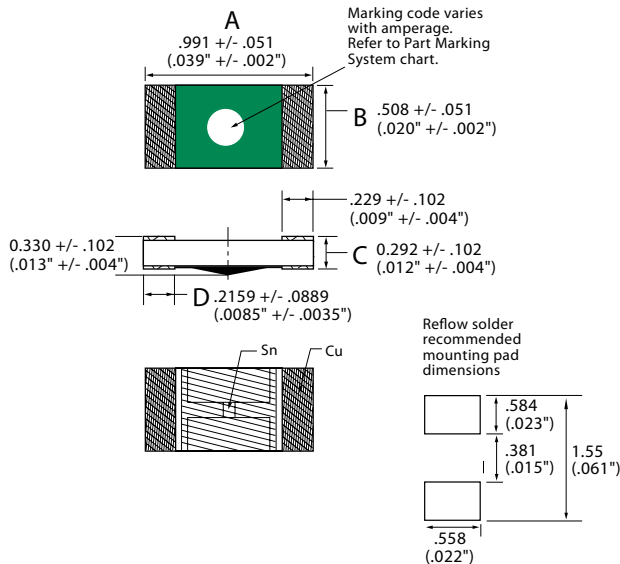 A
.991 +/- .051
(.039" +/- .002")
Marking code varies
with amperage.
Refer to Part Marking
System chart.
B
.508 +/- .051
(.020" +/- .002")
.229 +/- .102
(.009" +/- .004")
0.330 +/- .102
(.013" +/- .004")
C
0.292 +/- .102
(.012" +/- .004")
D
.2159 +/- .0889
(.0085" +/- .0035")
Sn
Cu
Reflow solder
recommended
mounting pad
dimensions
.584
(.023")
.381
(.015")
1.55
(.061")
.558
(.022")